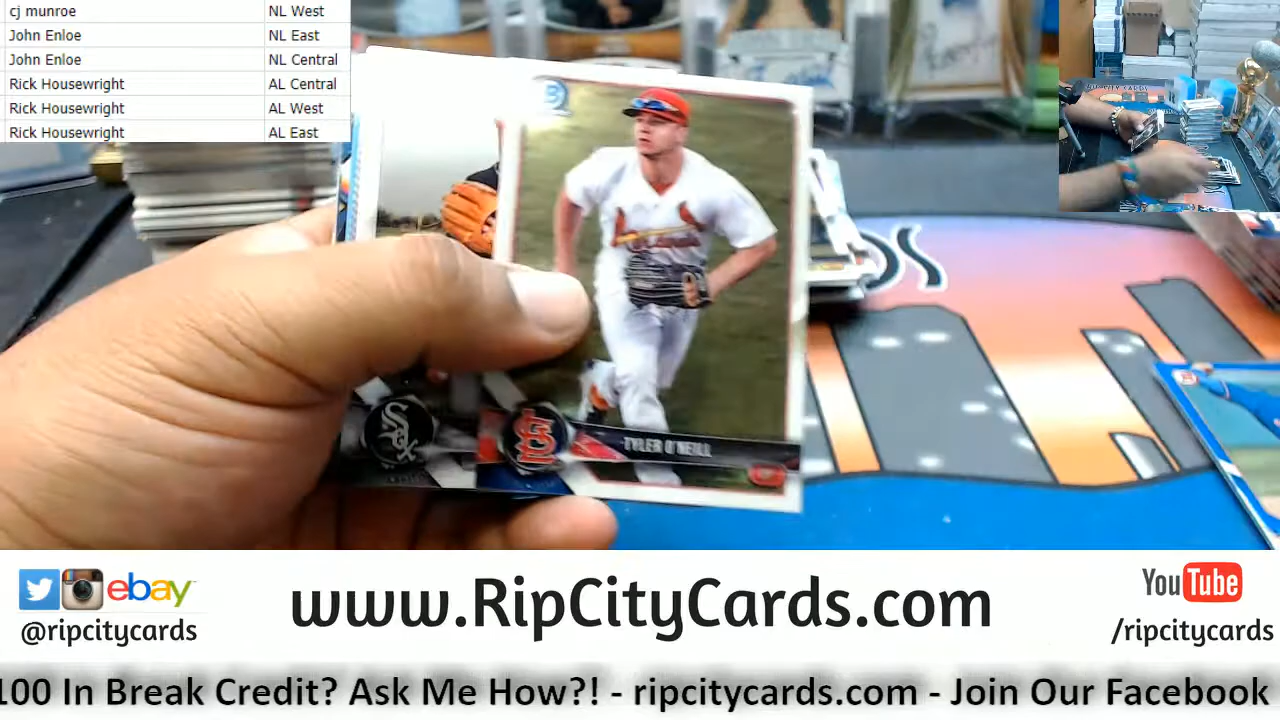 cj munroe NL West
John Enloe NL East
John Enloe NL Central
Rick Housewright AL Central
Rick Housewright AL West
Rick Housewright AL East
B
Sox
TYLER O'NEILL
www.RipCityCards.com
ebay
@ripcitycards
YouTube
/ripcitycards
100 In Break Credit? Ask Me How?! - ripcitycards.com - Join Our Facebook